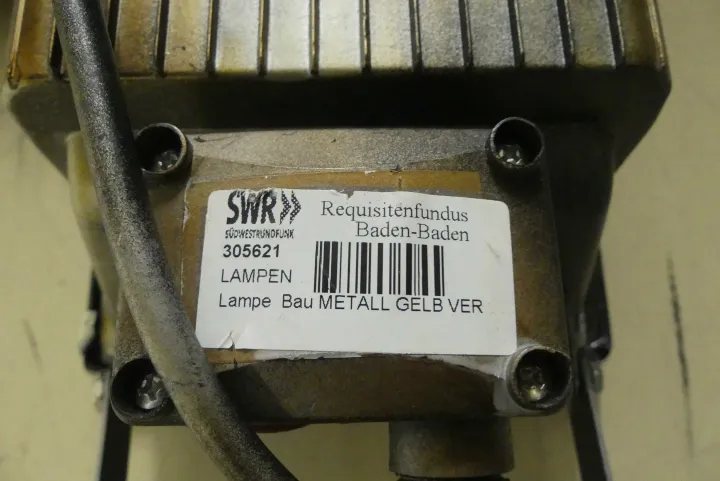 SWR
SÜDWESTRUNDFUNK
Requisitenfundus
Baden-Baden
305621
LAMPEN
Lampe Bau METALL GELB VER